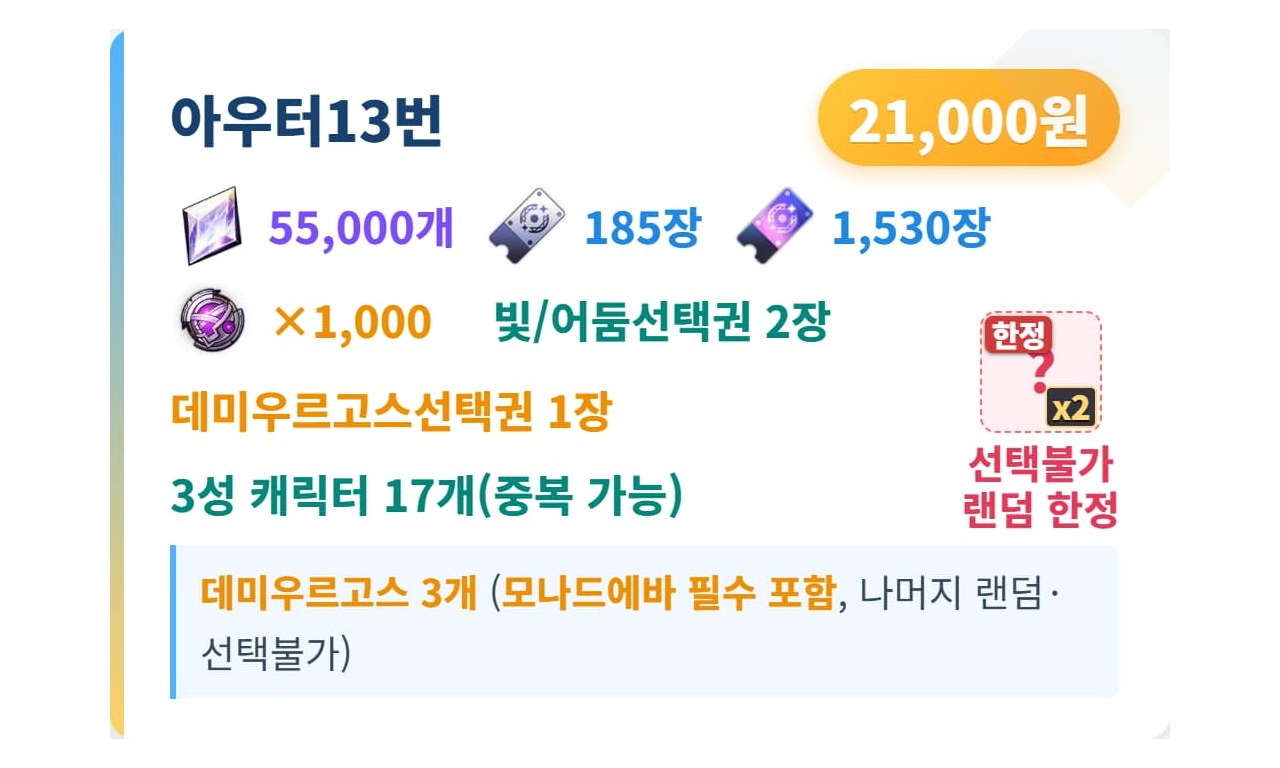 아우터13번
21,000원
55,000개
185장
1,530장
×1,000
빛/어둠선택권 2장
데미우르고스선택권 1장
3성 캐릭터 17개(중복 가능)
한정
?
x2
선택불가
랜덤 한정
데미우르고스 3개 (모나드에바 필수 포함, 나머지 랜덤·
선택불가)